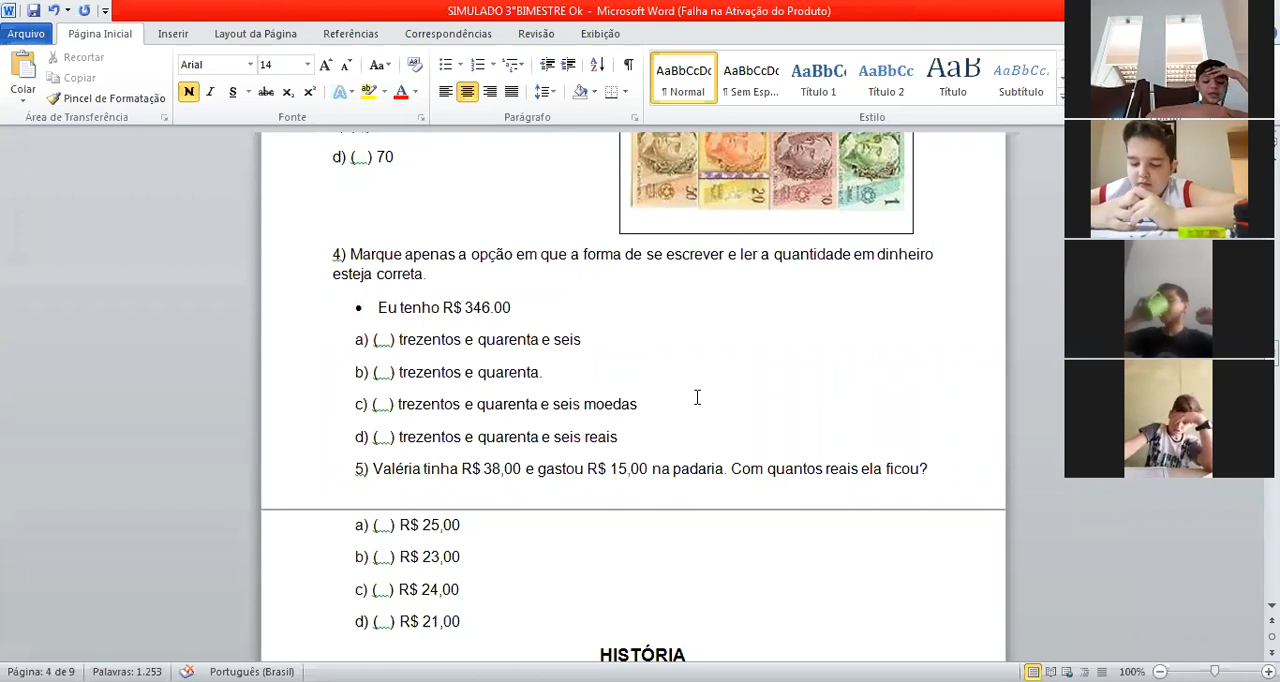 SIMULADO 3°BIMESTRE Ok - Microsoft Word (Falha na Ativação do Produto)
Arquivo Página Inicial Inserir Layout da Página Referências Correspondências Revisão Exibição
Recortar
Copiar
Pincel de Formatação
Colar
Arial 14
N I S abe x₂ x² A A
AaBbCcDc AaBbCcDc AaBbC AaBbCc AaB AaBbCc.
¶ Normal ¶ Sem Esp... Título 1 Título 2 Título Subtítulo
Área de Transferência Fonte Parágrafo Estilo
d) ( ) 70
20 10 1
4) Marque apenas a opção em que a forma de se escrever e ler a quantidade em dinheiro
esteja correta.
• Eu tenho R$ 346.00
a) ( ) trezentos e quarenta e seis
b) ( ) trezentos e quarenta.
c) ( ) trezentos e quarenta e seis moedas
d) ( ) trezentos e quarenta e seis reais
5) Valéria tinha R$ 38,00 e gastou R$ 15,00 na padaria. Com quantos reais ela ficou?
a) ( ) R$ 25,00
b) ( ) R$ 23,00
c) ( ) R$ 24,00
d) ( ) R$ 21,00
HISTÓRIA
Página: 4 de 9 Palavras: 1.253 Português (Brasil) 100%